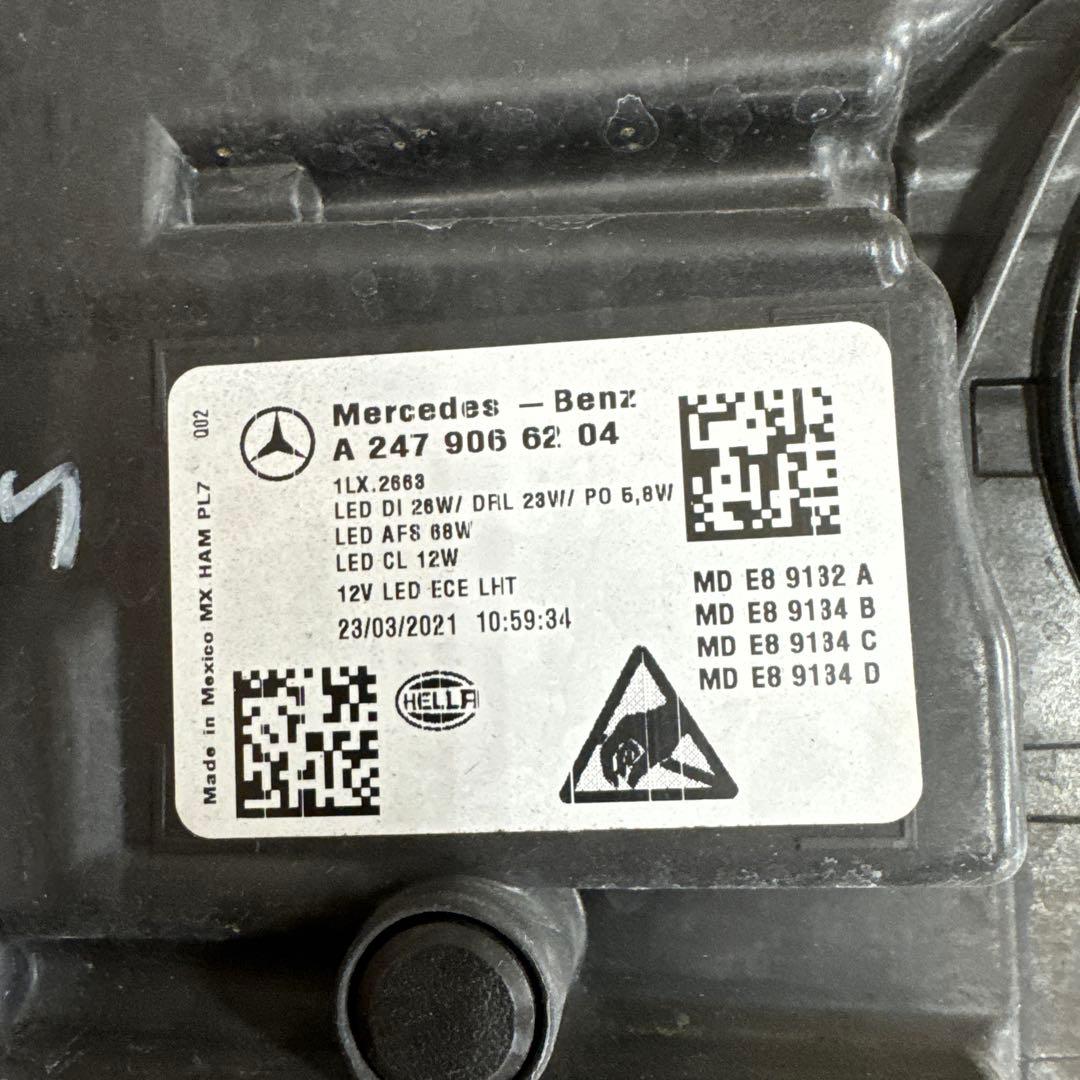 Mercedes - Benz
A 247 906 62 04
1LX.2663
LED DI 26W/ DRL 23W// PO 5,8W
LED AFS 68W
LED CL 12W
12V LED ECE LHT
23/03/2021 10:59:34
HELLA
MD E8 9132 A
MD E8 9134 B
MD E8 9134 C
MD E8 9134 D
Made in Mexico MX HAM PL7 Q02
S